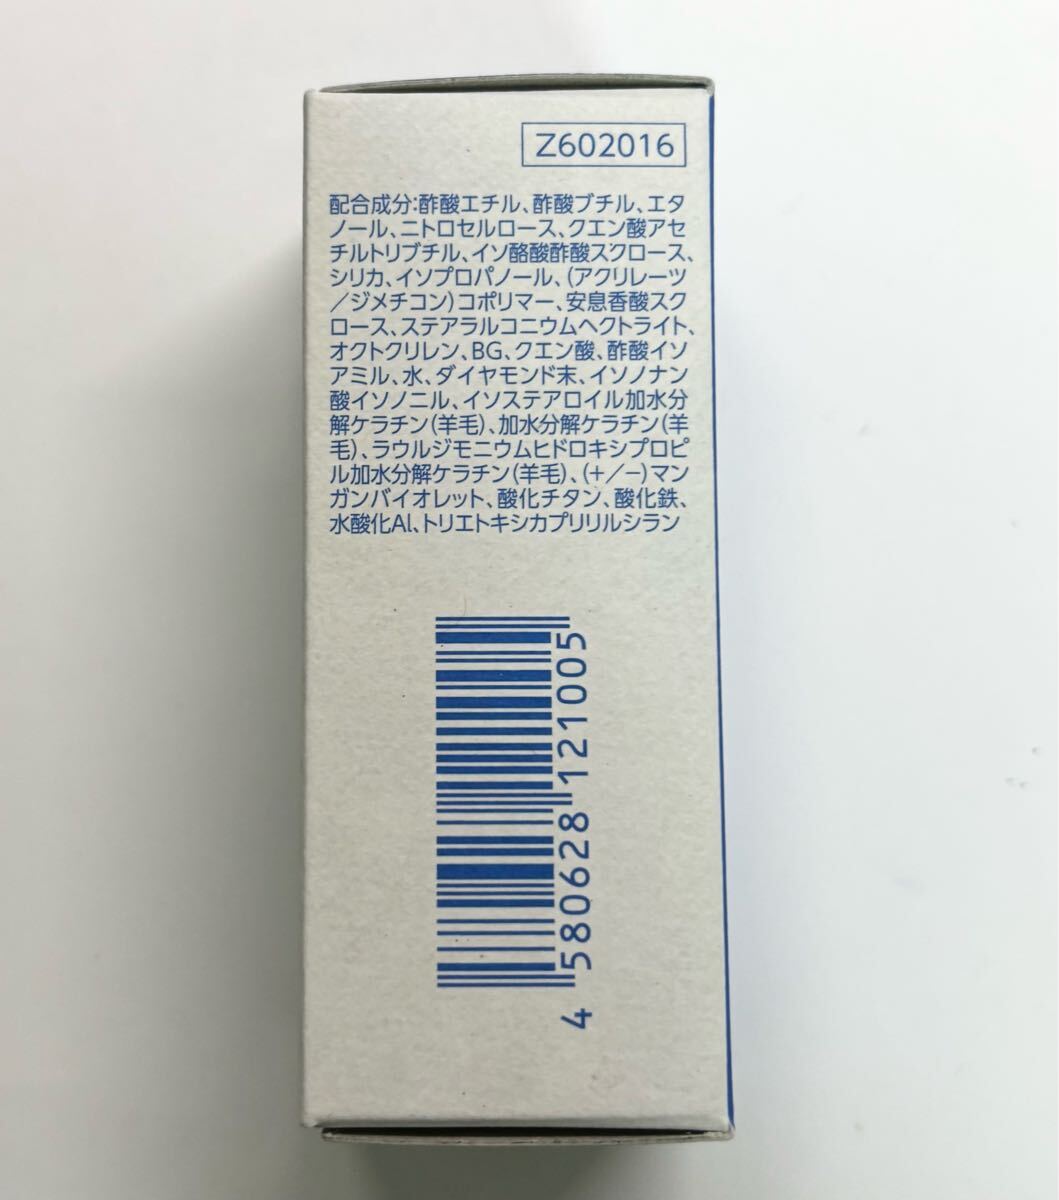 Z602016
配合成分:酢酸エチル、酢酸ブチル、エタ
ノール、ニトロセルロース、クエン酸アセ
チルトリブチル、イソ酪酸酢酸スクロース、
シリカ、イソプロパノール、(アクリレーツ
/ジメチコン)コポリマー、安息香酸スク
ロース、ステアラルコニウムヘクトライト、
オクトクリレン、BG、クエン酸、酢酸イソ
アミル、水、ダイヤモンド末、イソノナン
酸イソノニル、イソステアロイル加水分
解ケラチン(羊毛)、加水分解ケラチン(羊
毛)、ラウルジモニウムヒドロキシプロピ
ル加水分解ケラチン(羊毛)、(+/−)マン
ガンバイオレット、酸化チタン、酸化鉄、
水酸化Al、トリエトキシカプリリルシラン
4 580628 121005